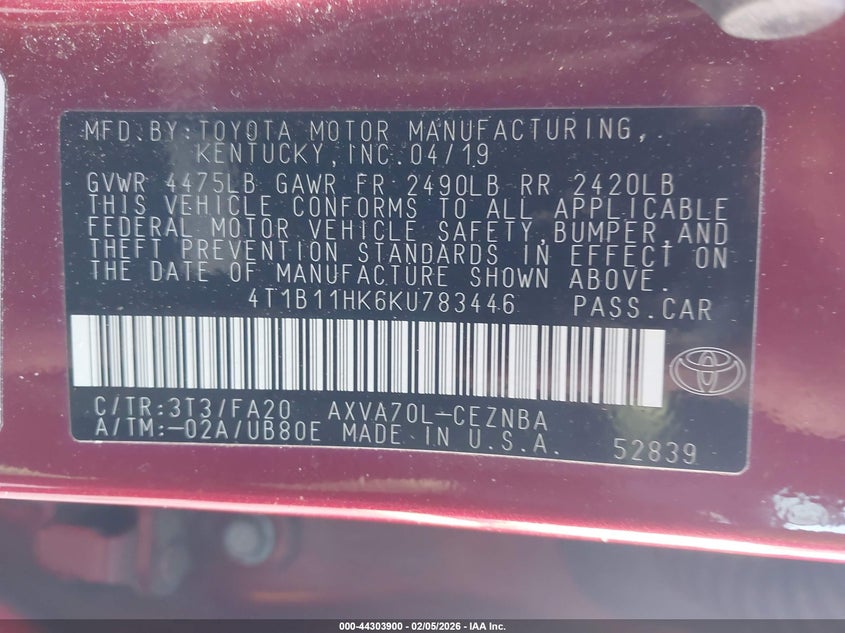 MFD.BY:TOYOTA MOTOR MANUFACTURING,.
KENTUCKY,INC.04/19
GVWR 4475LB GAWR FR 2490LB RR 2420LB
THIS VEHICLE CONFORMS TO ALL APPLICABLE
FEDERAL MOTOR VEHICLE SAFETY,BUMPER,AND
THEFT PREVENTION STANDARDS IN EFFECT ON
THE DATE OF MANUFACTURE SHOWN ABOVE.
4T1B11HK6KU783446 PASS.CAR
C/TR:3T3/FA20 AXVA70L-CEZNBA
A/TM:-02A/UB80E MADE IN U.S.A. 52839
000-44303900 - 02/05/2026 - IAA Inc.